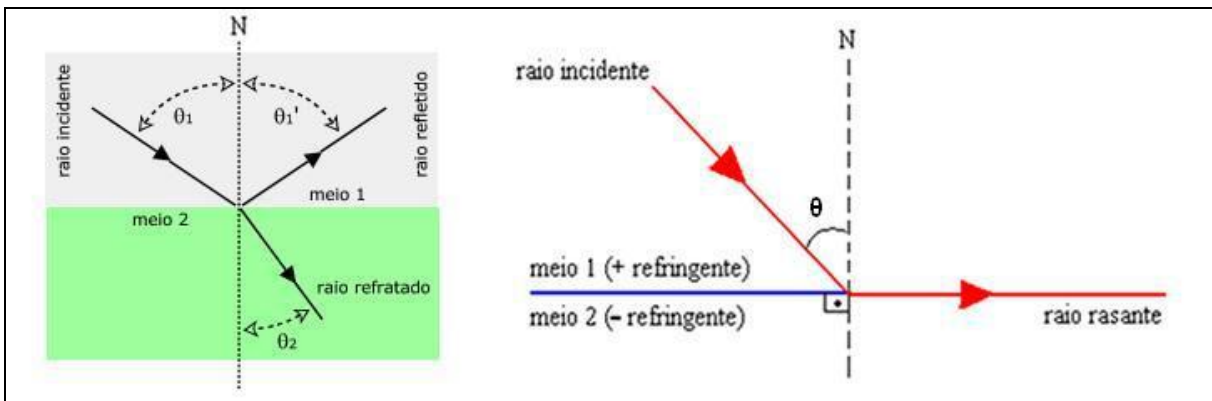 N
raio incidente
θ1
θ1'
raio refletido
meio 1
meio 2
raio refratado
θ2
N
raio incidente
θ
meio 1 (+ refringente)
meio 2 (– refringente)
raio rasante